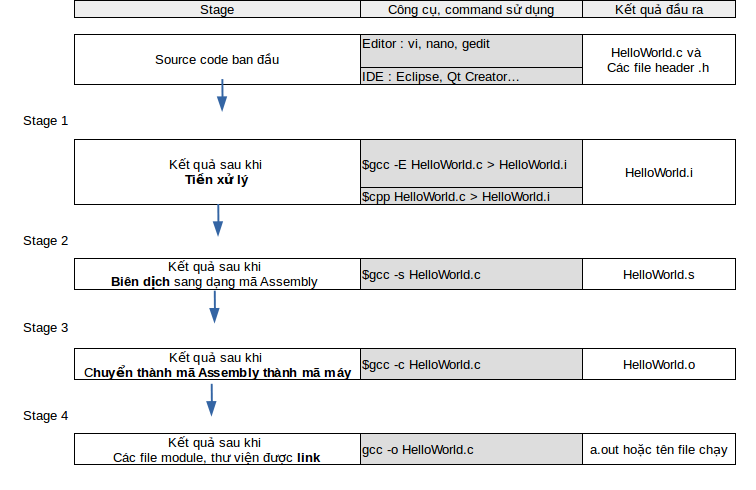 Stage
Công cụ, command sử dụng
Kết quả đầu ra
Source code ban đầu
Editor : vi, nano, gedit
IDE : Eclipse, Qt Creator…
HelloWorld.c và
Các file header .h
Stage 1
Kết quả sau khi
Tiền xử lý
$gcc -E HelloWorld.c > HelloWorld.i
$cpp HelloWorld.c > HelloWorld.i
HelloWorld.i
Stage 2
Kết quả sau khi
Biên dịch sang dạng mã Assembly
$gcc -s HelloWorld.c
HelloWorld.s
Stage 3
Kết quả sau khi
Chuyển thành mã Assembly thành mã máy
$gcc -c HelloWorld.c
HelloWorld.o
Stage 4
Kết quả sau khi
Các file module, thư viện được link
gcc -o HelloWorld.c
a.out hoặc tên file chạy